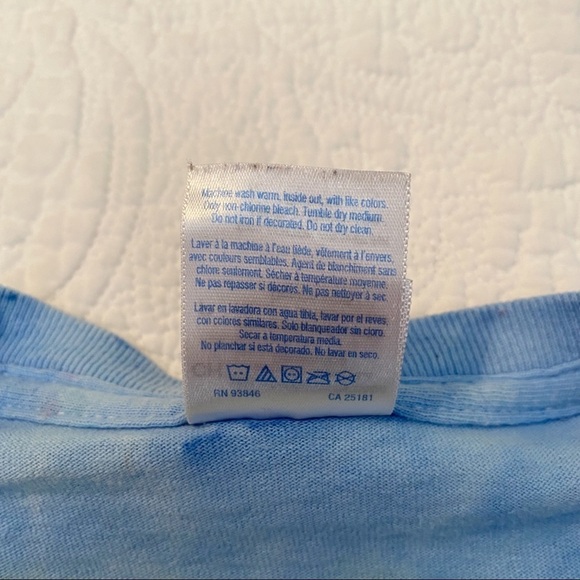 Machine wash warm, inside out, with like colors.
Only non-chlorine bleach. Tumble dry medium.
Do not iron if decorated. Do not dry clean.
Laver à la machine à l'eau tiède, vêtement à l'envers,
avec couleurs semblables. Agent de blanchiment sans
chlore seulement. Sécher à température moyenne.
Ne pas repasser si décorés. Ne pas nettoyer à sec.
Lavar en lavadora con agua tibia, lavar por el reves,
con colores similares. Solo blanqueador sin cloro.
Secar a temperatura media.
No planchar si está decorado. No lavar en seco.
RN 93846 CA 25181